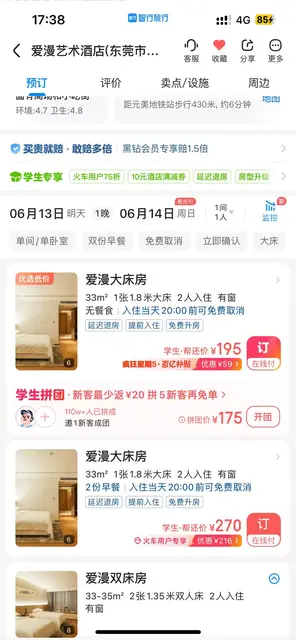 17:38
智行旅行
4G
85
爱漫艺术酒店(东莞市...
客服
收藏
分享
更多
预订
评价
卖点/设施
周边
环境:4.7 卫生:4.8
距元美地铁站步行430米, 约6分钟
地图
买贵就赔・敢赔多倍
黑钻会员专享赔1.5倍
学生专享
火车用户75折
10元酒店满减券
延迟退房
房型升级
06月13日 明天
1晚
06月14日 周日
1间
1人
看低价
监控
单间/单卧室
双份早餐
免费取消
立即确认
大床
优选低价
爱漫大床房
33m² 1张1.8米大床 2人入住 有窗
无餐食
入住当天20:00前可免费取消
延迟退房
提前入住
免费升房
学生·帮还价 ¥195
疯狂星期5·百亿补贴
优惠¥59
订
在线付
6
学生拼团・新客最少返¥20 拼5新客再免单
110w+人已拼成
邀1新客成团
拼团价 ¥175
开团
爱漫大床房
33m² 1张1.8米大床 2人入住 有窗
2份早餐
入住当天20:00前可免费取消
延迟退房
提前入住
免费升房
学生·帮还价 ¥270
火车用户专享
优惠¥216
订
在线付
6
爱漫双床房
33-35m² 2张1.35米双人床 2人入住
有窗
8